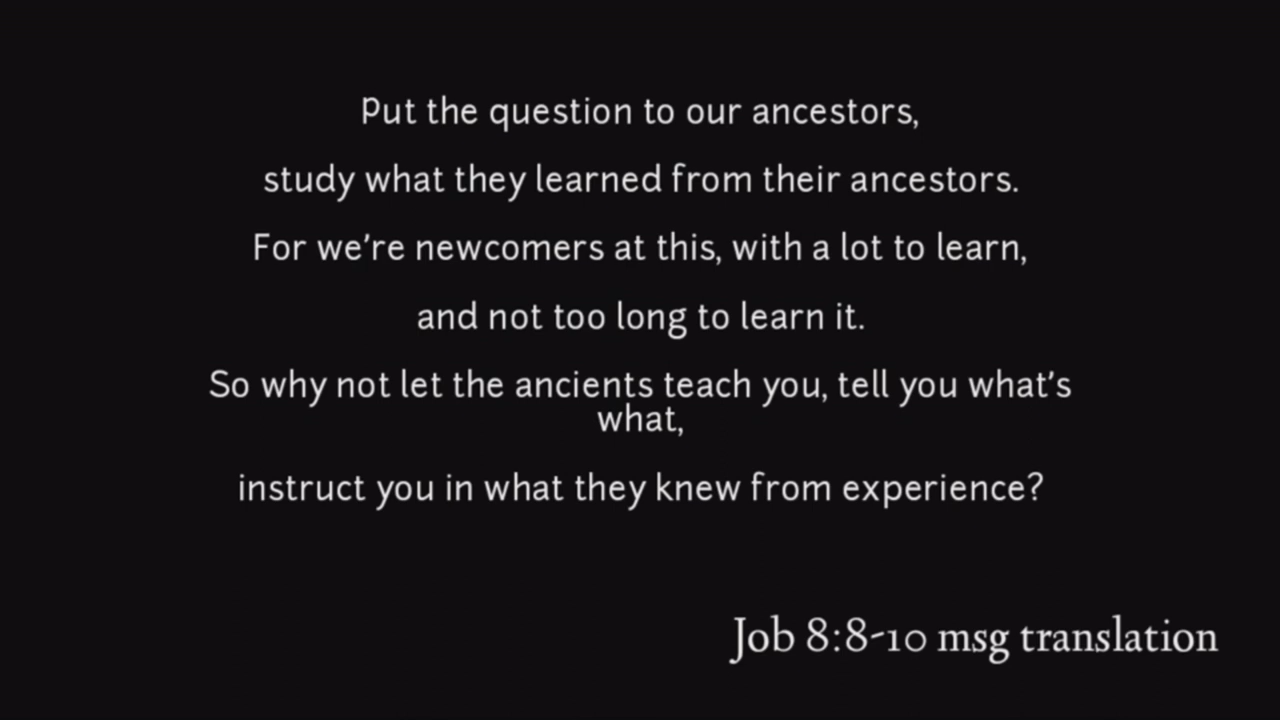 Put the question to our ancestors,
study what they learned from their ancestors.
For we're newcomers at this, with a lot to learn,
and not too long to learn it.
So why not let the ancients teach you, tell you what's
what,
instruct you in what they knew from experience?
Job 8:8-10 msg translation